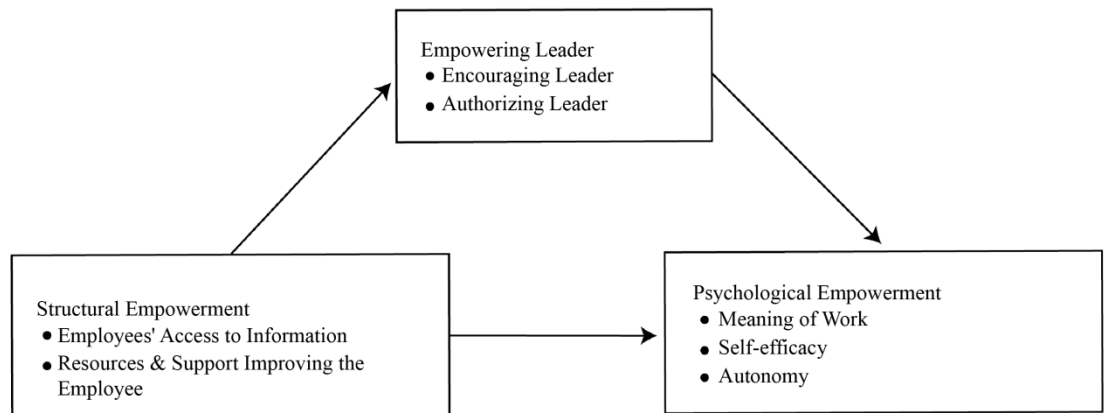 Empowering Leader
• Encouraging Leader
• Authorizing Leader
Structural Empowerment
• Employees' Access to Information
• Resources & Support Improving the
Employee
Psychological Empowerment
• Meaning of Work
• Self-efficacy
• Autonomy